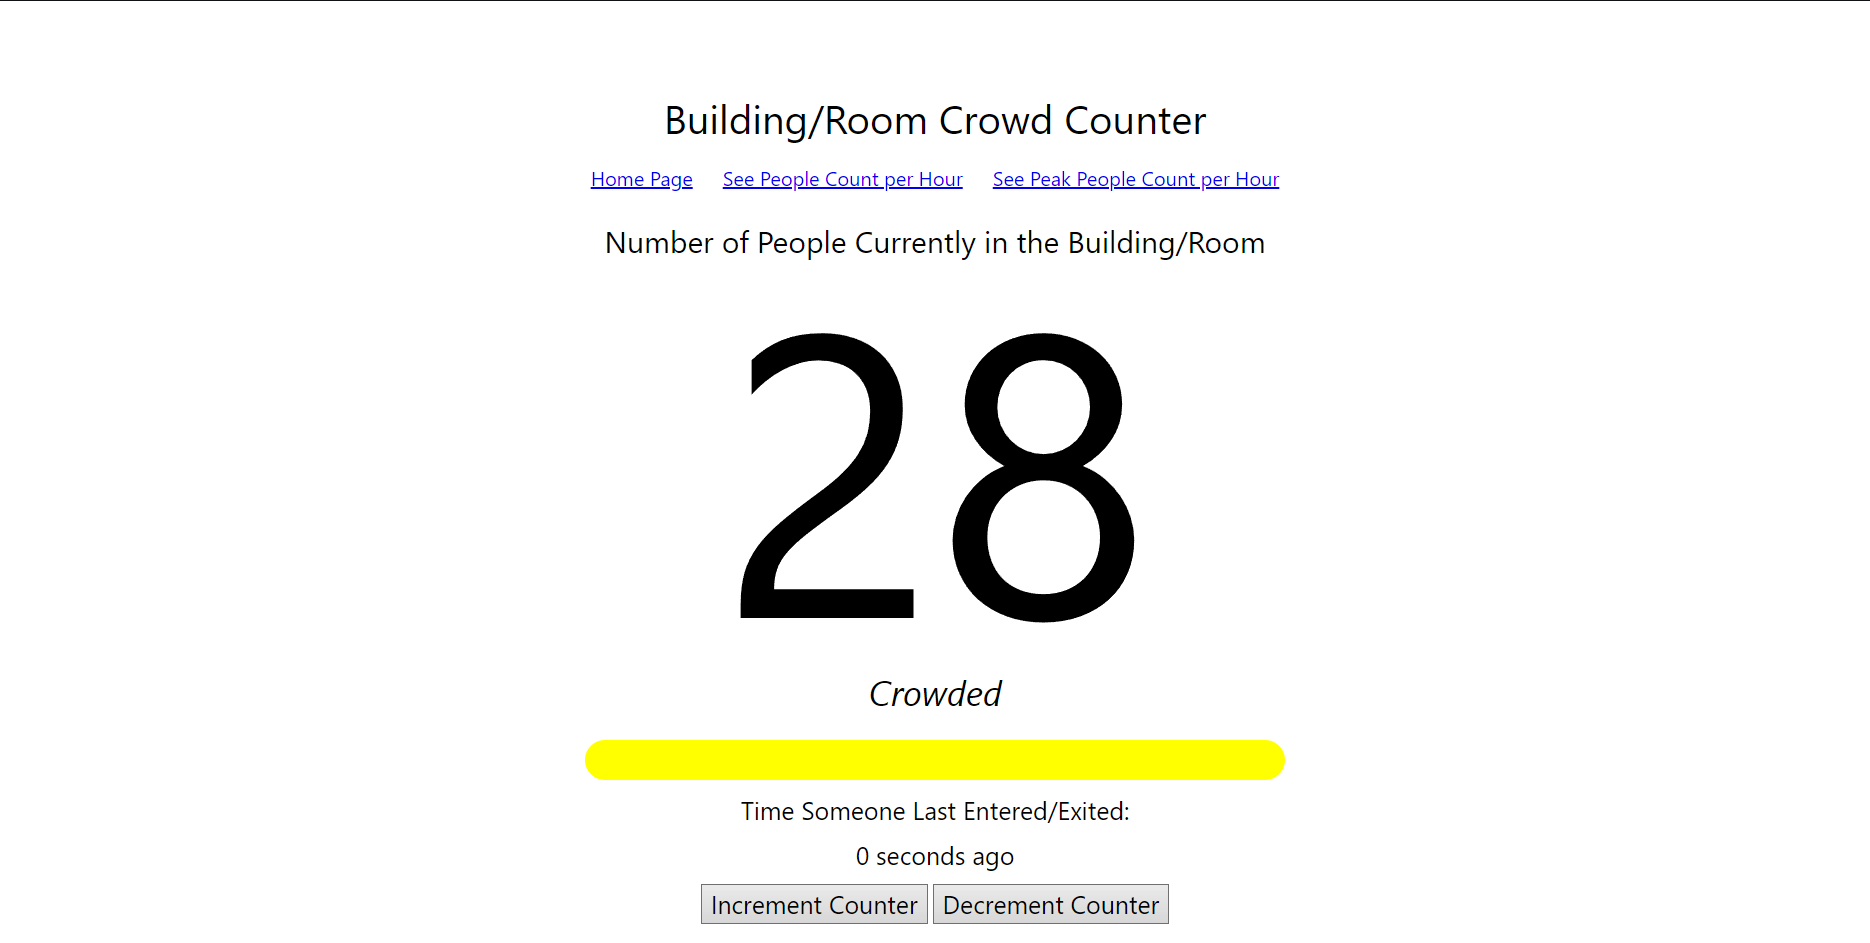 Building/Room Crowd Counter
Home Page See People Count per Hour See Peak People Count per Hour
Number of People Currently in the Building/Room
28
Crowded
Time Someone Last Entered/Exited:
0 seconds ago
Increment Counter Decrement Counter